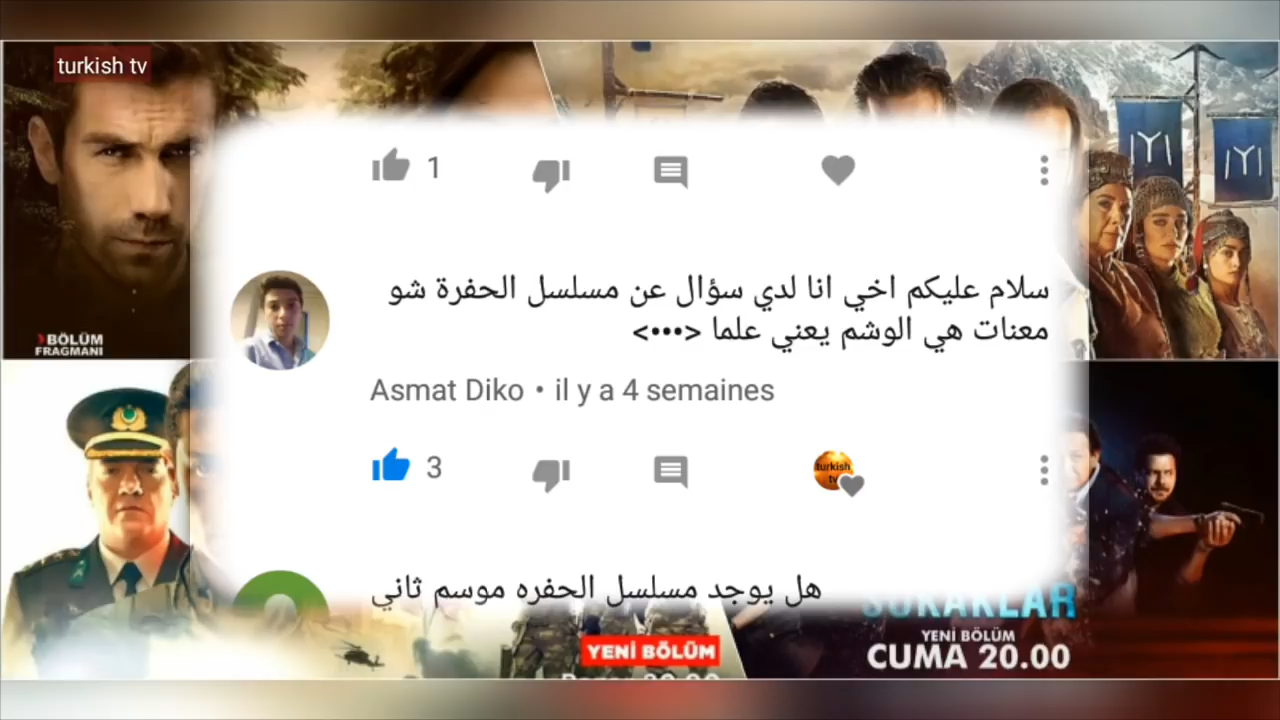 turkish tv
1
سلام عليكم اخي انا لدي سؤال عن مسلسل الحفرة شو
معنات هي الوشم يعني علما <•••>
Asmat Diko • il y a 4 semaines
3
turkish
tv
هل يوجد مسلسل الحفره موسم ثاني
BÖLÜM
FRAGMANI
YENİ BÖLÜM
SOKAKLAR
YENİ BÖLÜM
CUMA 20.00